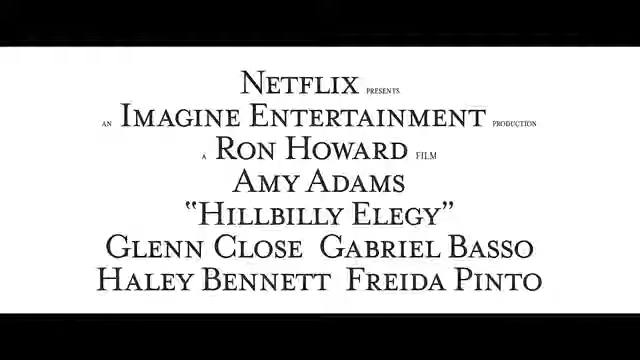 NETFLIX PRESENTS
AN IMAGINE ENTERTAINMENT PRODUCTION
A RON HOWARD FILM
AMY ADAMS
“HILLBILLY ELEGY”
GLENN CLOSE GABRIEL BASSO
HALEY BENNETT FREIDA PINTO